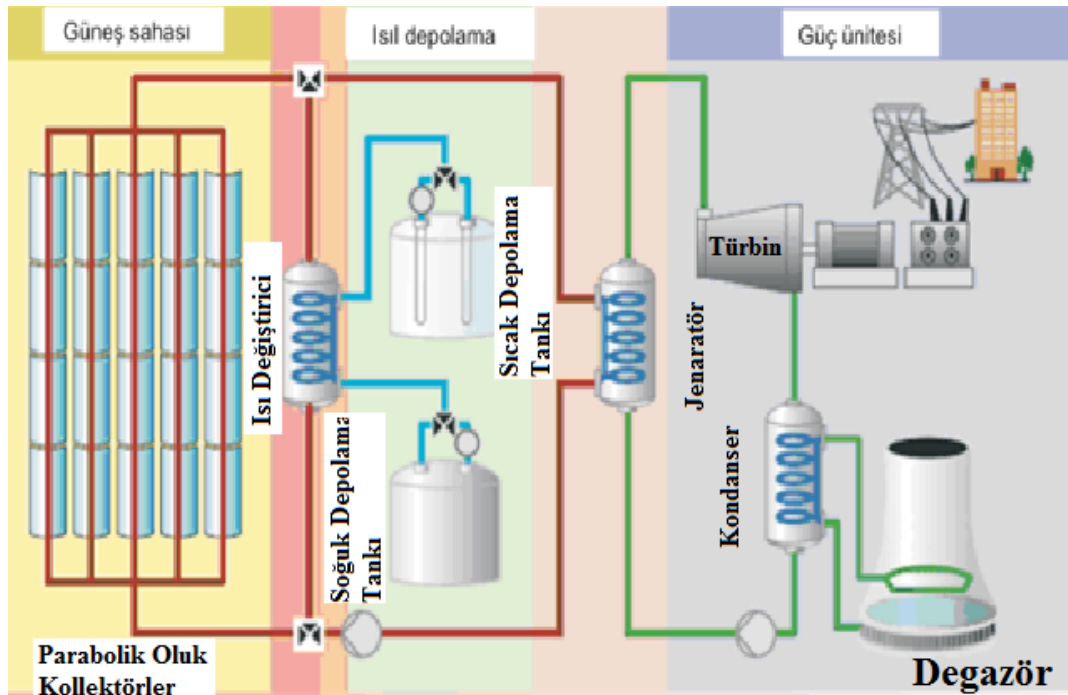 Güneş sahası
Isıl depolama
Güç ünitesi
Isı Değiştirici
Sıcak Depolama
Tankı
Soğuk Depolama
Tankı
Türbin
Jenaratör
Kondanser
Parabolik Oluk
Kollektörler
Degazör